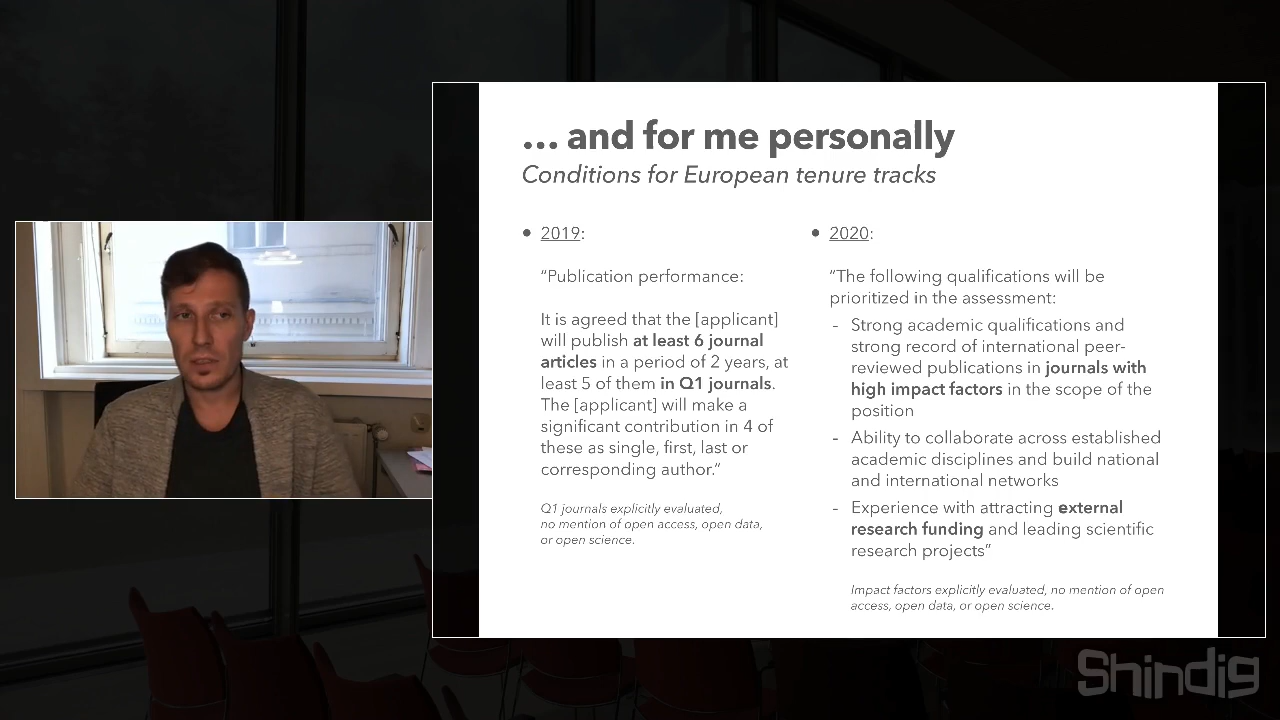 ... and for me personally
Conditions for European tenure tracks
• 2019:
“Publication performance:
It is agreed that the [applicant]
will publish at least 6 journal
articles in a period of 2 years, at
least 5 of them in Q1 journals.
The [applicant] will make a
significant contribution in 4 of
these as single, first, last or
corresponding author.”
Q1 journals explicitly evaluated,
no mention of open access, open data,
or open science.
• 2020:
“The following qualifications will be
prioritized in the assessment:
- Strong academic qualifications and
strong record of international peer-
reviewed publications in journals with
high impact factors in the scope of the
position
- Ability to collaborate across established
academic disciplines and build national
and international networks
- Experience with attracting external
research funding and leading scientific
research projects”
Impact factors explicitly evaluated, no mention of open
access, open data, or open science.
Shindig